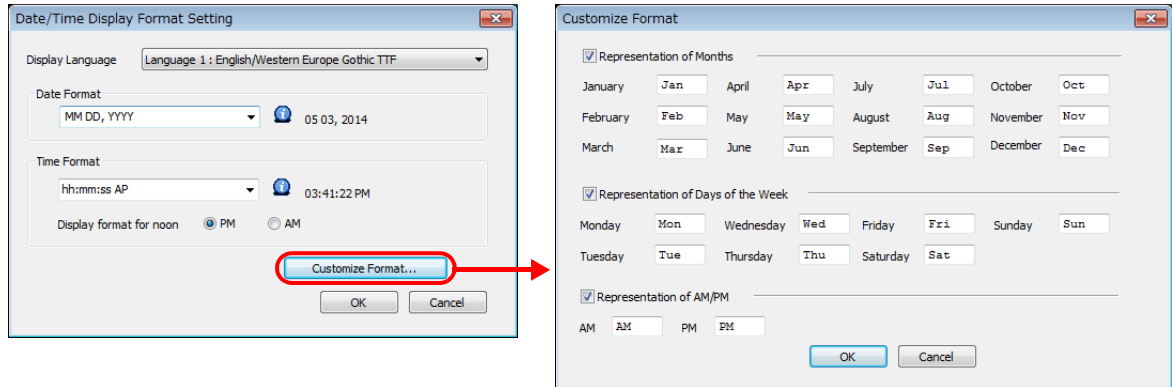 Date/Time Display Format Setting
Display Language Language 1 : English/Western Europe Gothic TTF
Date Format
MM DD, YYYY 05 03, 2014
Time Format
hh:mm:ss AP 03:41:22 PM
Display format for noon PM AM
Customize Format...
OK Cancel
Customize Format
Representation of Months
January Jan April Apr July Jul October Oct
February Feb May May August Aug November Nov
March Mar June Jun September Sep December Dec
Representation of Days of the Week
Monday Mon Wednesday Wed Friday Fri Sunday Sun
Tuesday Tue Thursday Thu Saturday Sat
Representation of AM/PM
AM AM PM PM
OK Cancel